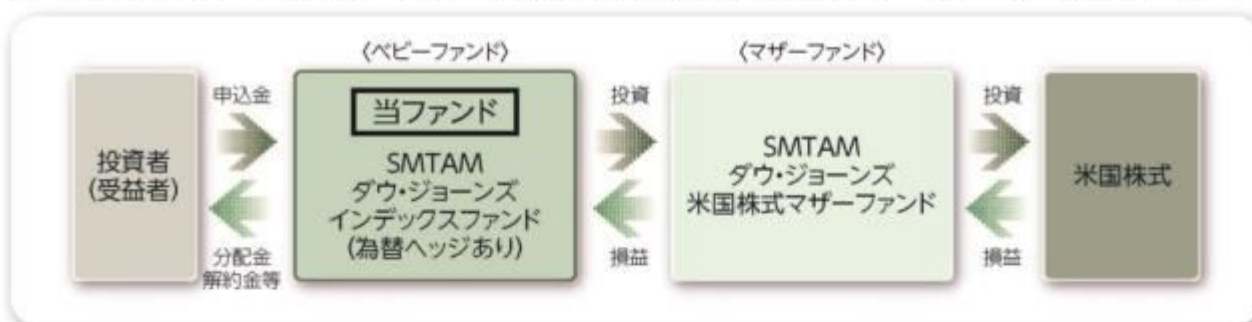 〈ベビーファンド〉
〈マザーファンド〉
投資者
(受益者)
申込金
分配金
解約金等
当ファンド
SMTAM
ダウ・ジョーンズ
インデックスファンド
(為替ヘッジあり)
投資
損益
SMTAM
ダウ・ジョーンズ
米国株式マザーファンド
投資
損益
米国株式